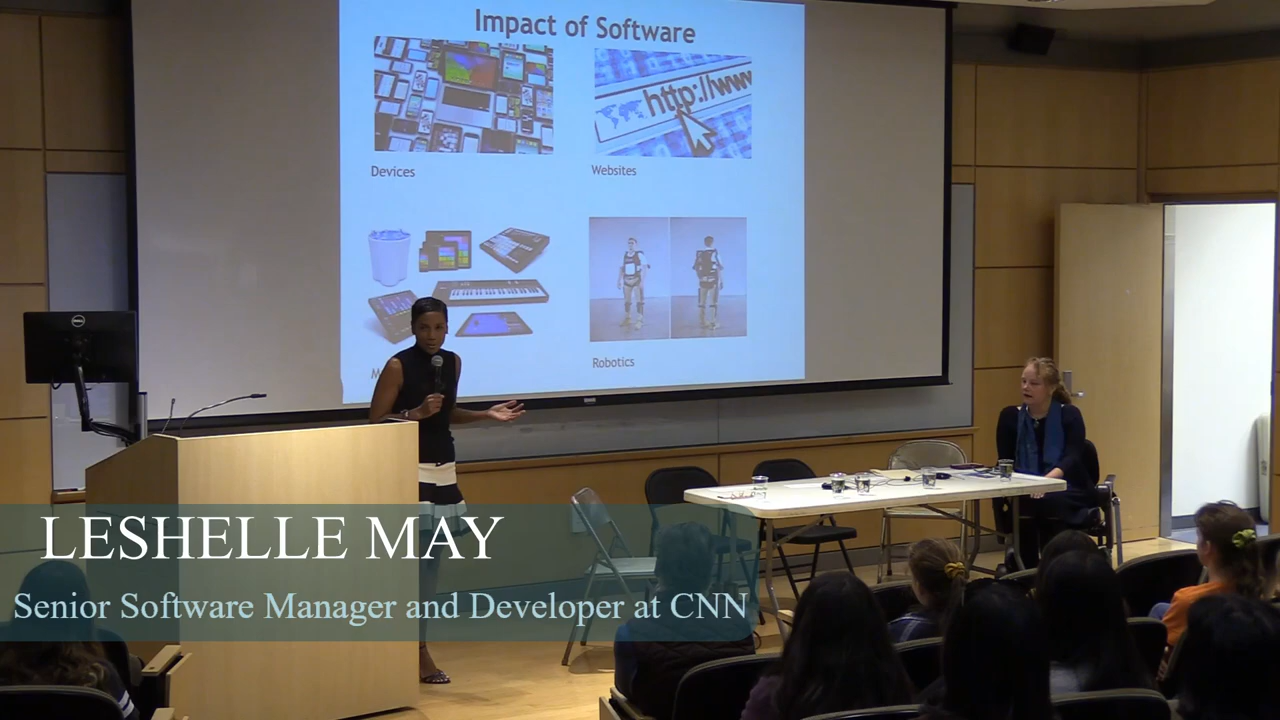 Impact of Software
http://www
Devices
Websites
Robotics
DELL
LESHELLE MAY
Senior Software Manager and Developer at CNN